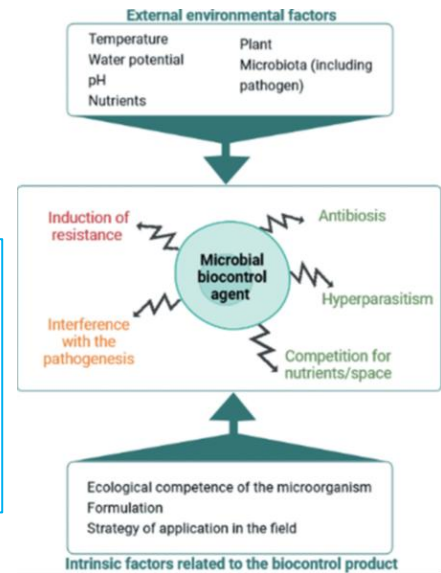 External environmental factors
Temperature
Water potential
pH
Nutrients
Plant
Microbiota (including
pathogen)
Induction of
resistance
Antibiosis
Microbial
biocontrol
agent
Hyperparasitism
Interference
with the
pathogenesis
Competition for
nutrients/space
Ecological competence of the microorganism
Formulation
Strategy of application in the field
Intrinsic factors related to the biocontrol product